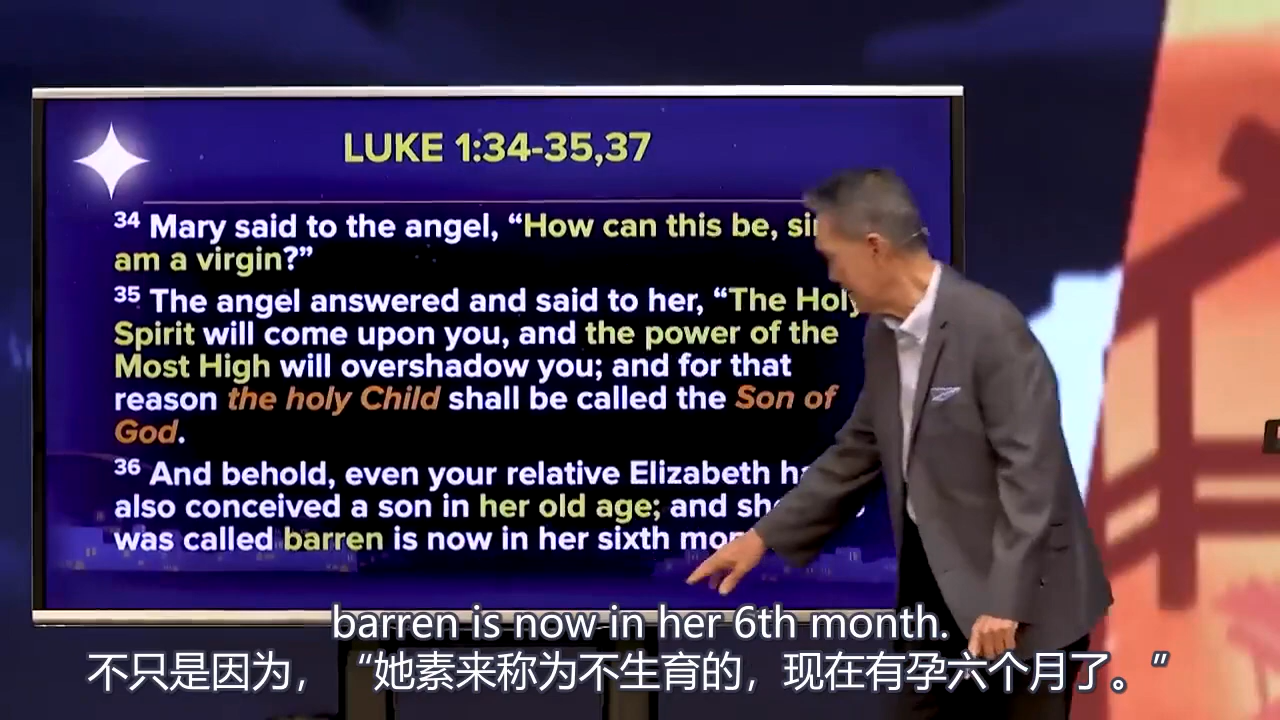 LUKE 1:34-35,37
34 Mary said to the angel, “How can this be, si
am a virgin?”
35 The angel answered and said to her, “The Holy
Spirit will come upon you, and the power of the
Most High will overshadow you; and for that
reason the holy Child shall be called the Son of
God.
36 And behold, even your relative Elizabeth ha
also conceived a son in her old age; and she
was called barren is now in her sixth mon
barren is now in her 6th month.
不只是因为，“她素来称为不生育的，现在有孕六个月了。”